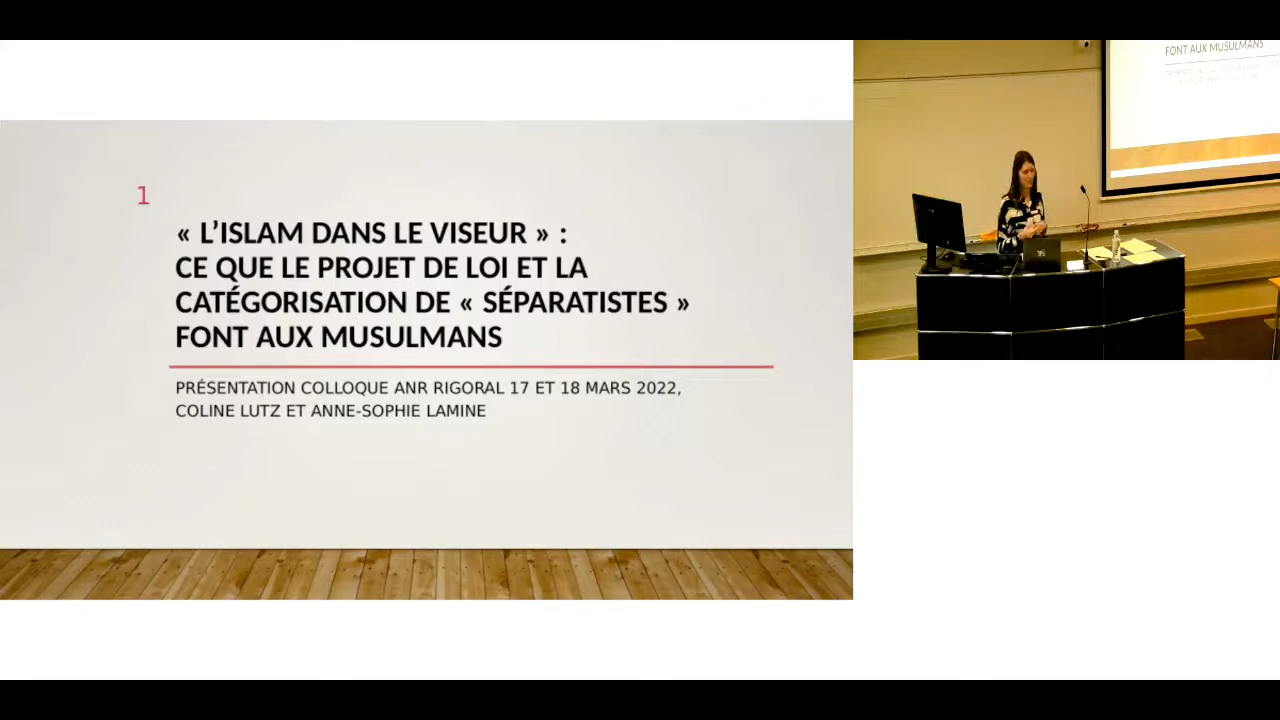 1
« L’ISLAM DANS LE VISEUR » :
CE QUE LE PROJET DE LOI ET LA
CATÉGORISATION DE « SÉPARATISTES »
FONT AUX MUSULMANS
PRÉSENTATION COLLOQUE ANR RIGORAL 17 ET 18 MARS 2022,
COLINE LUTZ ET ANNE-SOPHIE LAMINE
FONT AUX MUSULMANS